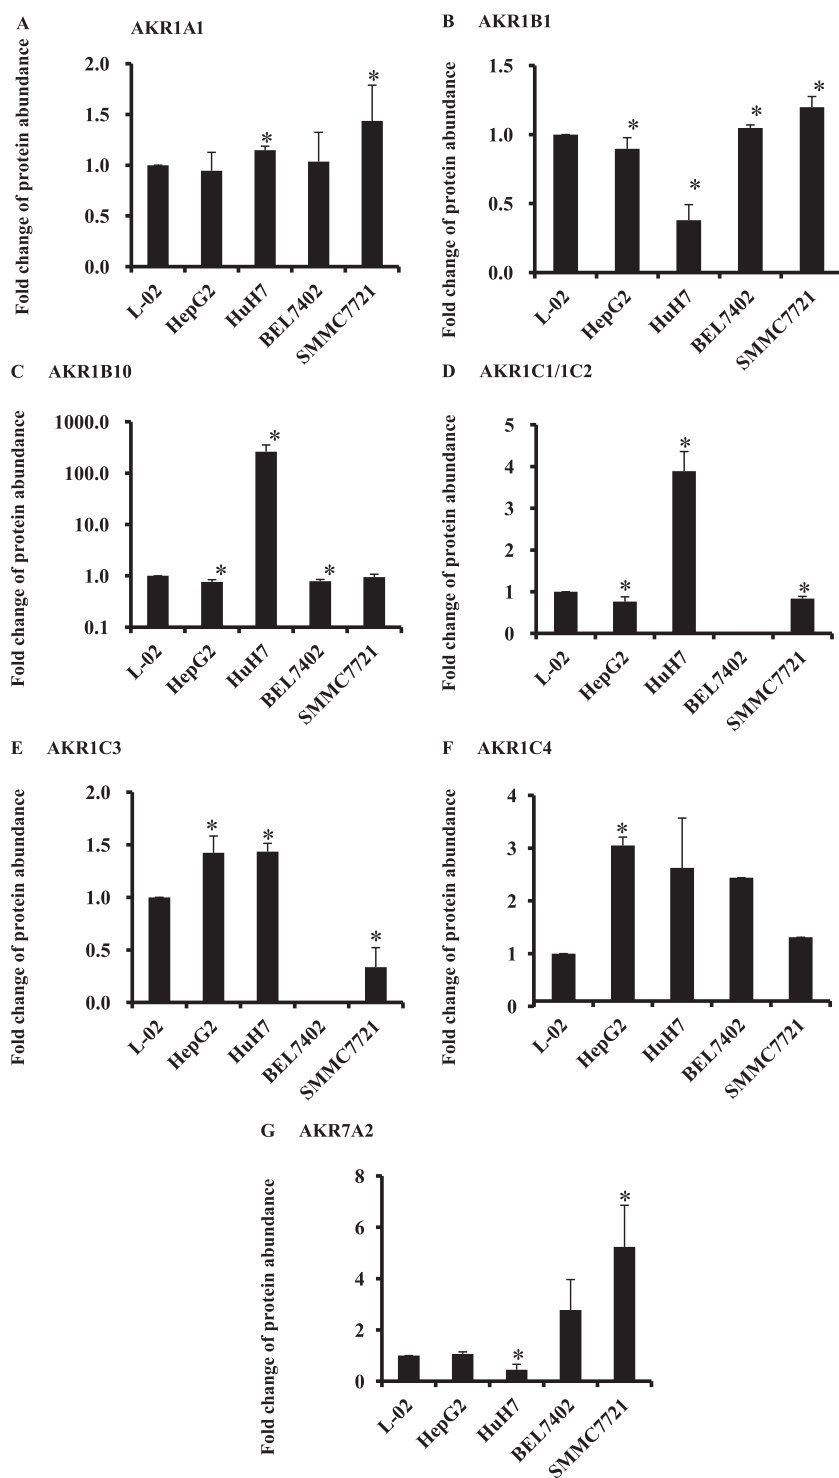 A AKR1A1
Fold change of protein abundance
2.0
1.5
1.0
0.5
0.0
*
*
L-02
HepG2
HuH7
BEL7402
SMMC7721
B AKR1B1
Fold change of protein abundance
1.5
1.0
0.5
0.0
*
*
*
*
L-02
HepG2
HuH7
BEL7402
SMMC7721
C AKR1B10
Fold change of protein abundance
1000.0
100.0
10.0
1.0
0.1
*
*
*
L-02
HepG2
HuH7
BEL7402
SMMC7721
D AKR1C1/1C2
Fold change of protein abundance
5
4
3
2
1
0
*
*
*
L-02
HepG2
HuH7
BEL7402
SMMC7721
E AKR1C3
Fold change of protein abundance
2.0
1.5
1.0
0.5
0.0
*
*
*
L-02
HepG2
HuH7
BEL7402
SMMC7721
F AKR1C4
Fold change of protein abundance
4
3
2
1
0
*
L-02
HepG2
HuH7
BEL7402
SMMC7721
G AKR7A2
Fold change of protein abundance
8
6
4
2
0
*
*
L-02
HepG2
HuH7
BEL7402
SMMC7721